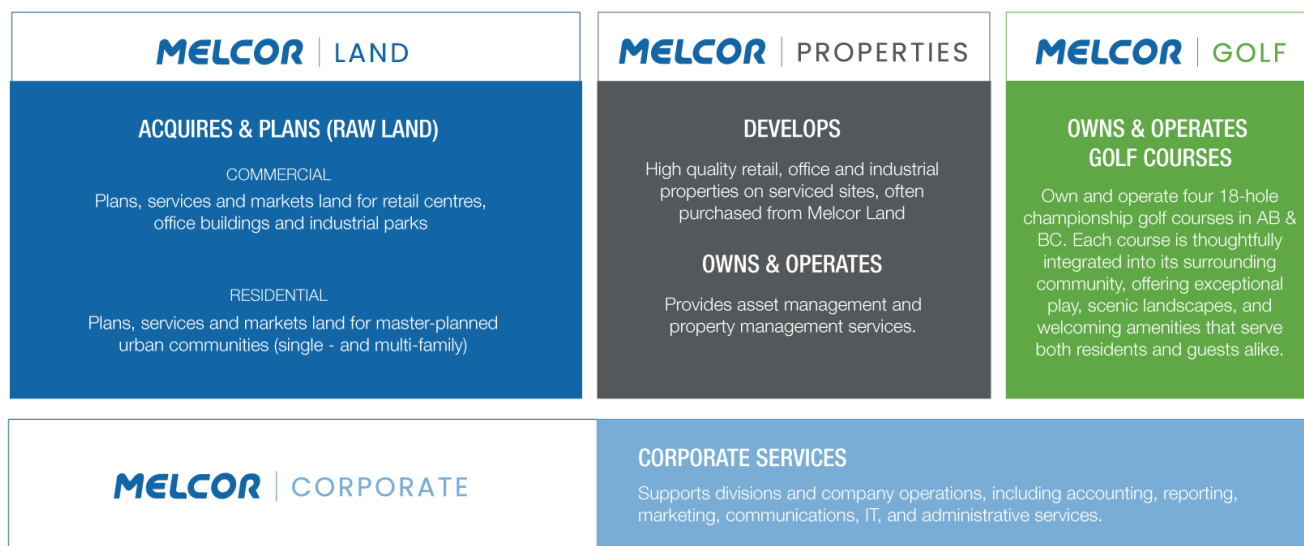 MELCOR | LAND
ACQUIRES & PLANS (RAW LAND)
COMMERCIAL
Plans, services and markets land for retail centres,
office buildings and industrial parks
RESIDENTIAL
Plans, services and markets land for master-planned
urban communities (single - and multi-family)
MELCOR | PROPERTIES
DEVELOPS
High quality retail, office and industrial
properties on serviced sites, often
purchased from Melcor Land
OWNS & OPERATES
Provides asset management and
property management services.
MELCOR | GOLF
OWNS & OPERATES
GOLF COURSES
Own and operate four 18-hole
championship golf courses in AB &
BC. Each course is thoughtfully
integrated into its surrounding
community, offering exceptional
play, scenic landscapes, and
welcoming amenities that serve
both residents and guests alike.
MELCOR | CORPORATE
CORPORATE SERVICES
Supports divisions and company operations, including accounting, reporting,
marketing, communications, IT, and administrative services.